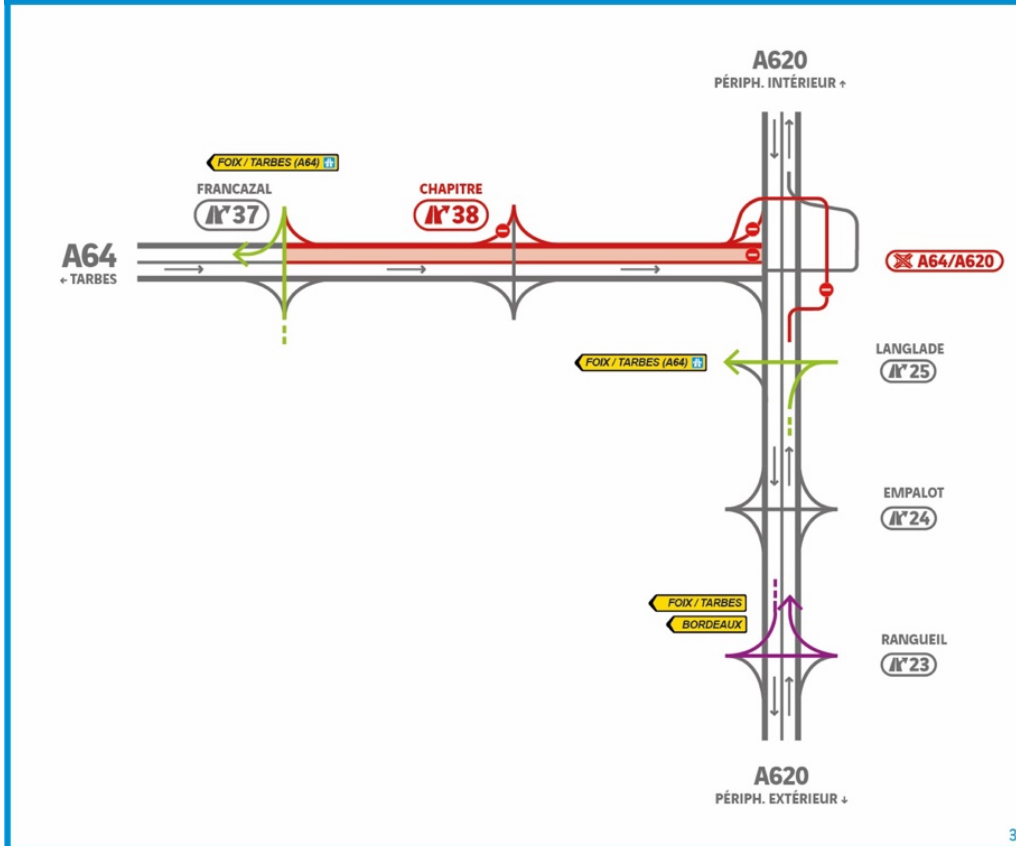 A620
PÉRIPH. INTÉRIEUR ↑
FOIX / TARBES (A64)
FRANCAZAL
37
CHAPITRE
38
A64
← TARBES
A64/A620
LANGLADE
25
FOIX / TARBES (A64)
EMPALOT
24
FOIX / TARBES
BORDEAUX
RANGUEIL
23
A620
PÉRIPH. EXTÉRIEUR ↓
3